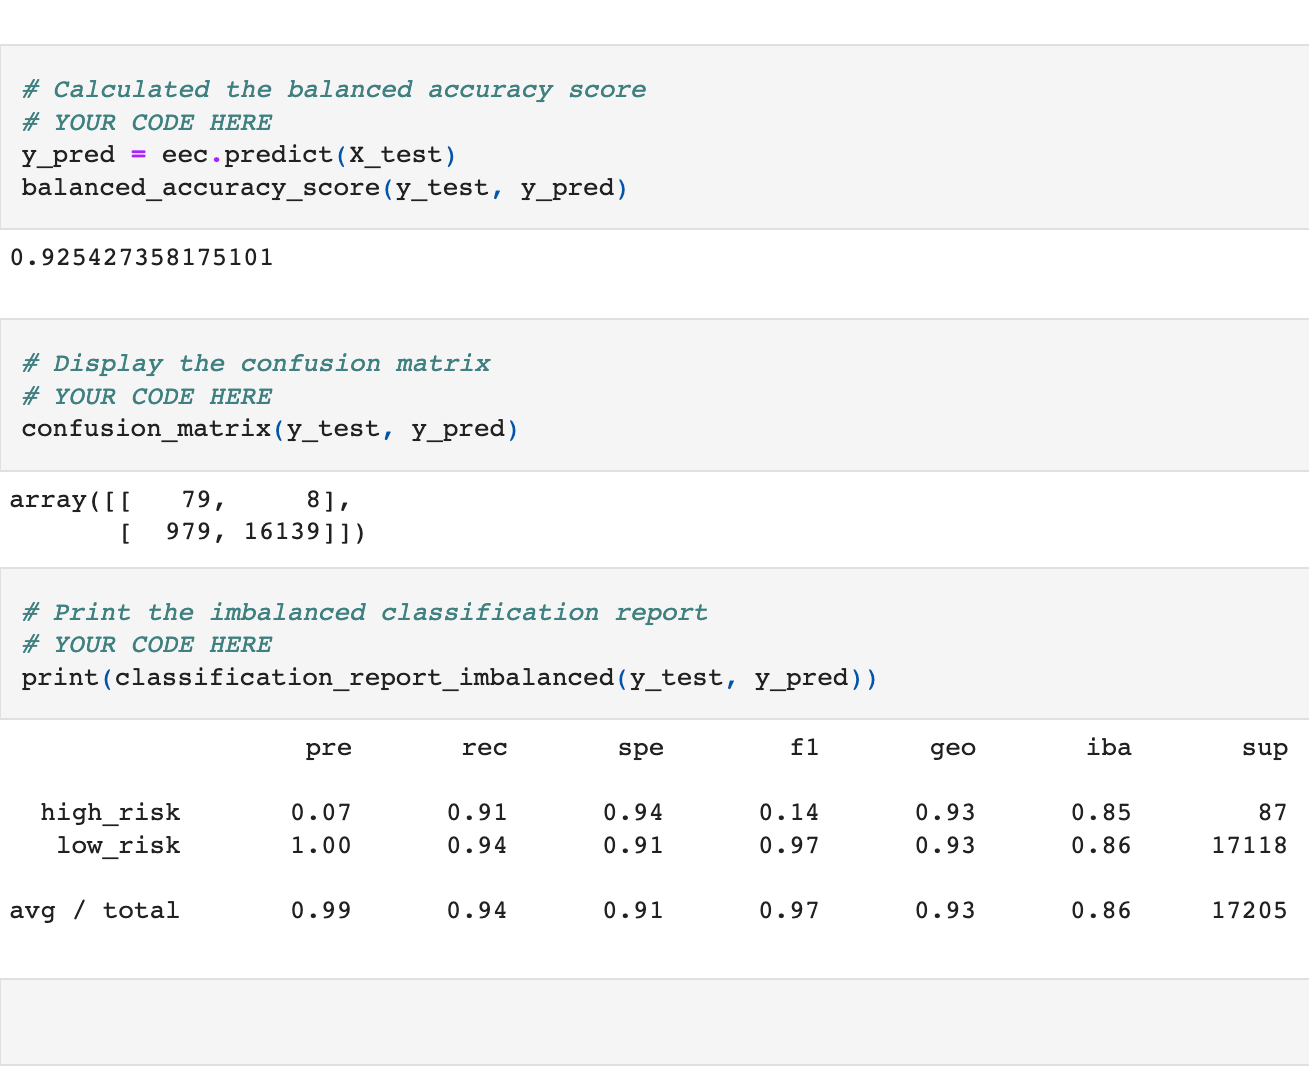 # Calculated the balanced accuracy score
# YOUR CODE HERE
y_pred = eec.predict(X_test)
balanced_accuracy_score(y_test, y_pred)
0.925427358175101
# Display the confusion matrix
# YOUR CODE HERE
confusion_matrix(y_test, y_pred)
array([[   79,     8],
       [  979, 16139]])
# Print the imbalanced classification report
# YOUR CODE HERE
print(classification_report_imbalanced(y_test, y_pred))
                   pre       rec       spe        f1       geo       iba       sup
  high_risk       0.07      0.91      0.94      0.14      0.93      0.85        87
   low_risk       1.00      0.94      0.91      0.97      0.93      0.86     17118
avg / total       0.99      0.94      0.91      0.97      0.93      0.86     17205